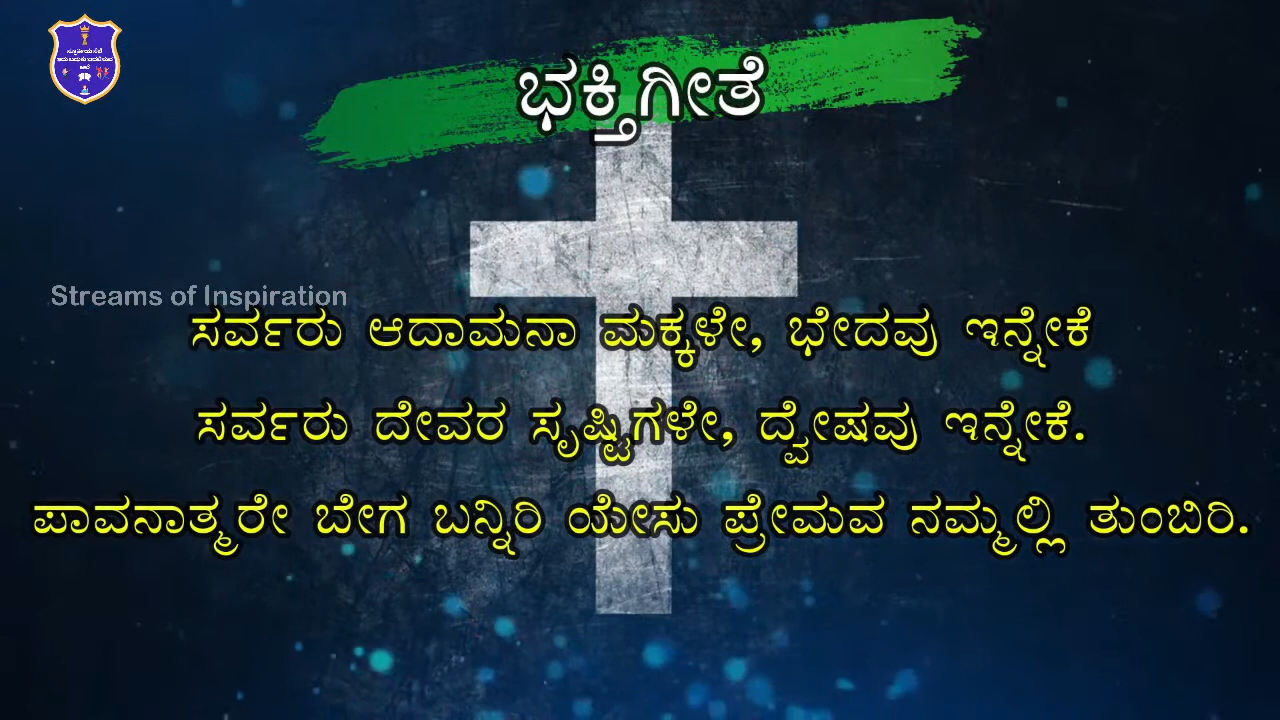 ಭಕ್ತಿಗೀತೆ
Streams of Inspiration
ಸರ್ವರು ಆದಾಮನಾ ಮಕ್ಕಳೇ, ಭೇದವು ಇನ್ನೇಕೆ
ಸರ್ವರು ದೇವರ ಸೃಷ್ಟಿಗಳೇ, ದ್ವೇಷವು ಇನ್ನೇಕೆ.
ಪಾವನಾತ್ಮರೇ ಬೇಗ ಬನ್ನಿರಿ ಯೇಸು ಪ್ರೇಮವ ನಮ್ಮಲ್ಲಿ ತುಂಬಿರಿ.